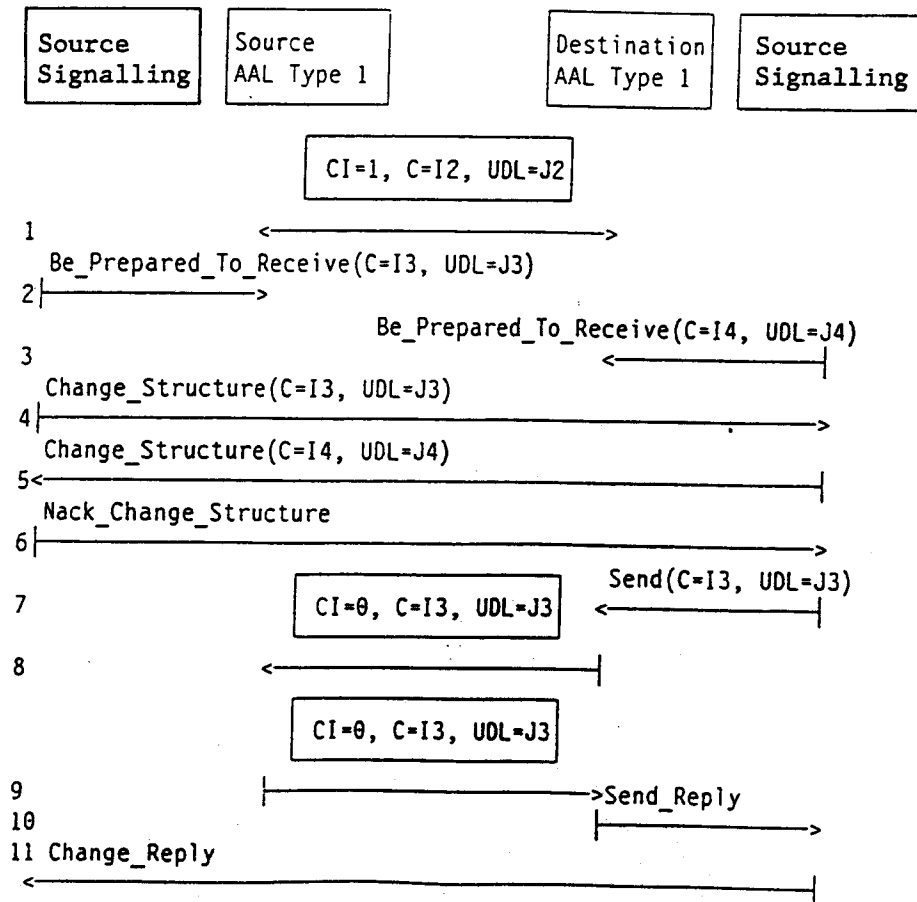 Source Signalling
Source AAL Type 1
Destination AAL Type 1
Source Signalling
CI=1, C=I2, UDL=J2
1
Be_Prepared_To_Receive(C=I3, UDL=J3)
2
Be_Prepared_To_Receive(C=I4, UDL=J4)
3
Change_Structure(C=I3, UDL=J3)
4
Change_Structure(C=I4, UDL=J4)
5
Nack_Change_Structure
6
Send(C=I3, UDL=J3)
7
CI=0, C=I3, UDL=J3
8
CI=0, C=I3, UDL=J3
9
Send_Reply
10
11 Change_Reply